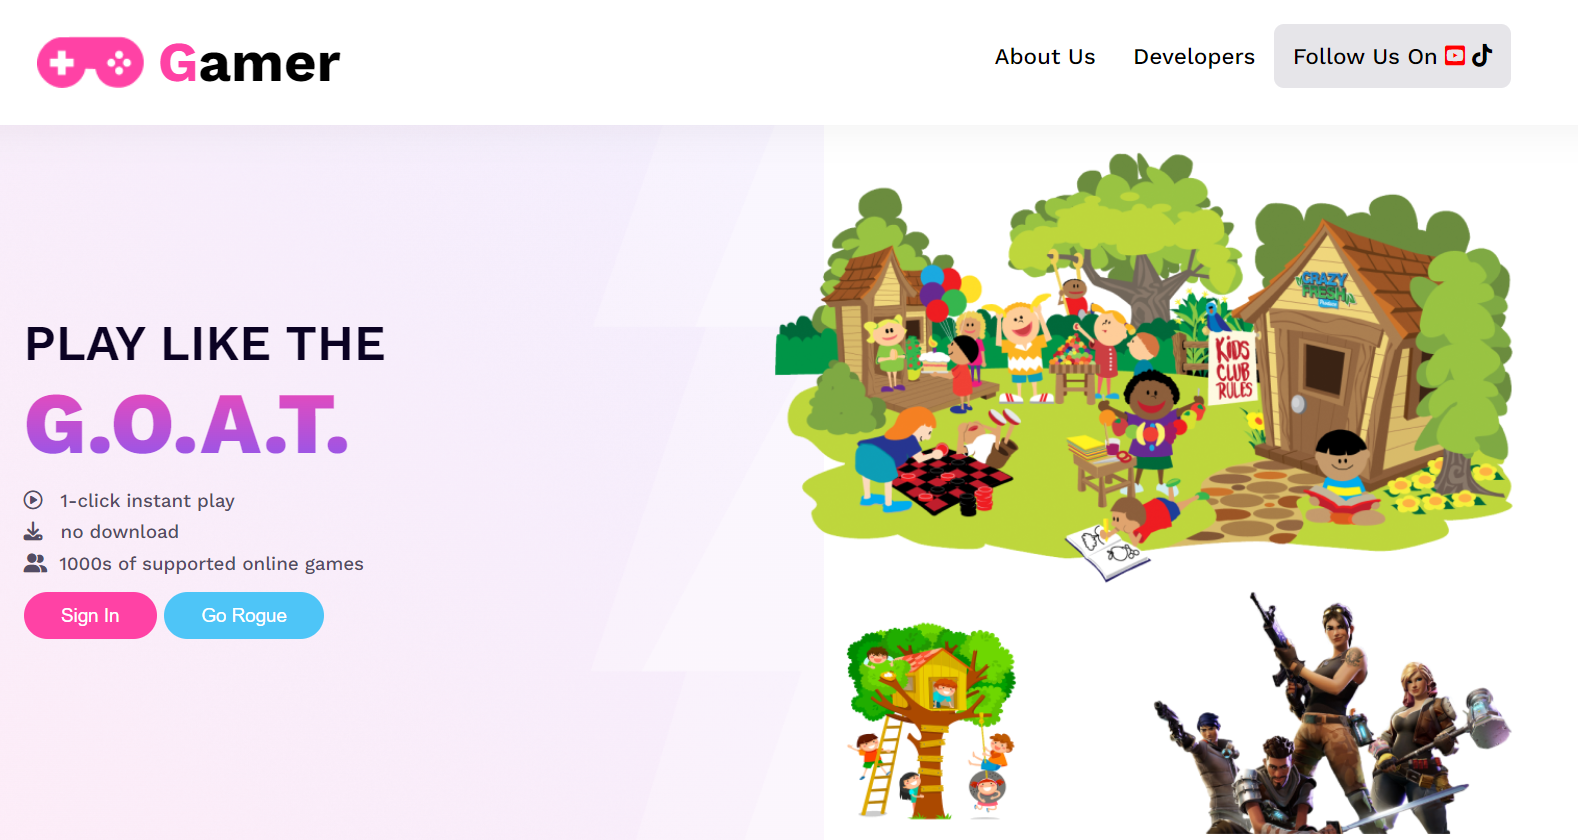 Gamer
About Us
Developers
Follow Us On
PLAY LIKE THE
G.O.A.T.
1-click instant play
no download
1000s of supported online games
Sign In
Go Rogue
CRAZY
FRESH
KiDS
CLUB
RULES